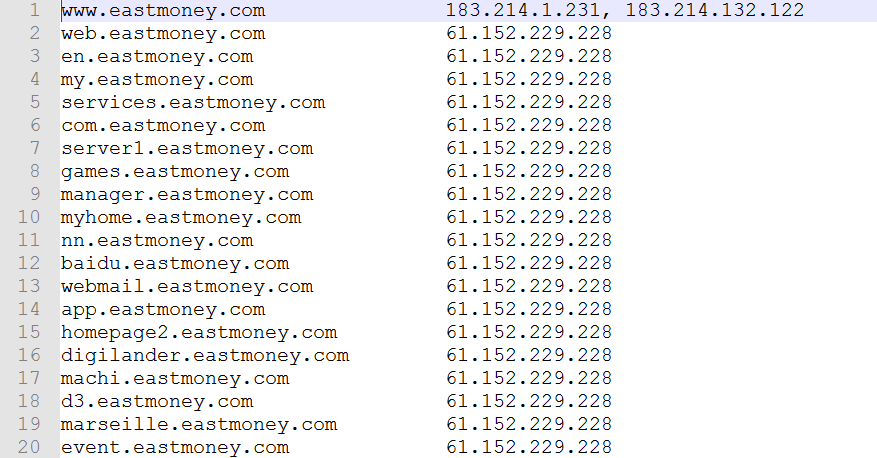 1 www.eastmoney.com 183.214.1.231, 183.214.132.122
2 web.eastmoney.com 61.152.229.228
3 en.eastmoney.com 61.152.229.228
4 my.eastmoney.com 61.152.229.228
5 services.eastmoney.com 61.152.229.228
6 com.eastmoney.com 61.152.229.228
7 server1.eastmoney.com 61.152.229.228
8 games.eastmoney.com 61.152.229.228
9 manager.eastmoney.com 61.152.229.228
10 myhome.eastmoney.com 61.152.229.228
11 nn.eastmoney.com 61.152.229.228
12 baidu.eastmoney.com 61.152.229.228
13 webmail.eastmoney.com 61.152.229.228
14 app.eastmoney.com 61.152.229.228
15 homepage2.eastmoney.com 61.152.229.228
16 digilander.eastmoney.com 61.152.229.228
17 machi.eastmoney.com 61.152.229.228
18 d3.eastmoney.com 61.152.229.228
19 marseille.eastmoney.com 61.152.229.228
20 event.eastmoney.com 61.152.229.228